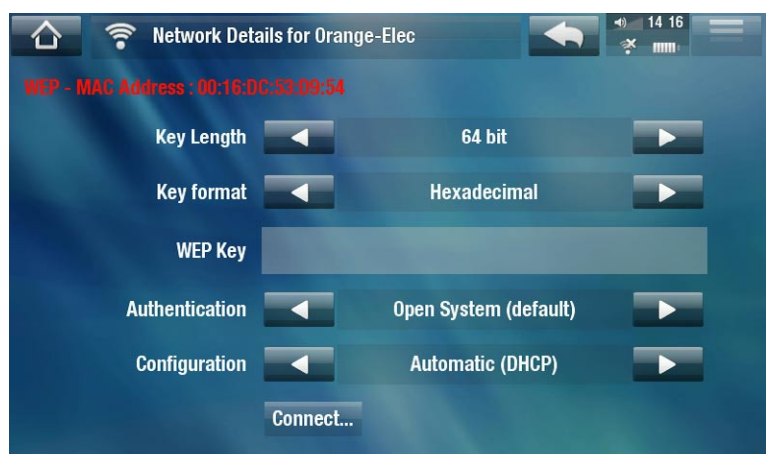 Network Details for Orange-Elec
14 16
WEP - MAC Address : 00:16:DC:53:D9:54
Key Length 64 bit
Key format Hexadecimal
WEP Key
Authentication Open System (default)
Configuration Automatic (DHCP)
Connect...